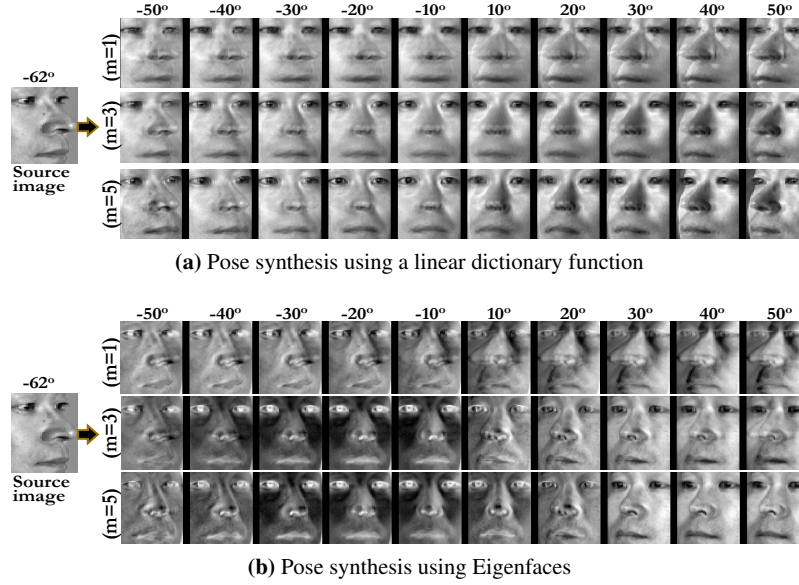 -50° -40° -30° -20° -10° 10° 20° 30° 40° 50°
(m=1)
-62°
(m=3)
Source
image
(m=5)
(a) Pose synthesis using a linear dictionary function
-50° -40° -30° -20° -10° 10° 20° 30° 40° 50°
(m=1)
-62°
(m=3)
Source
image
(m=5)
(b) Pose synthesis using Eigenfaces